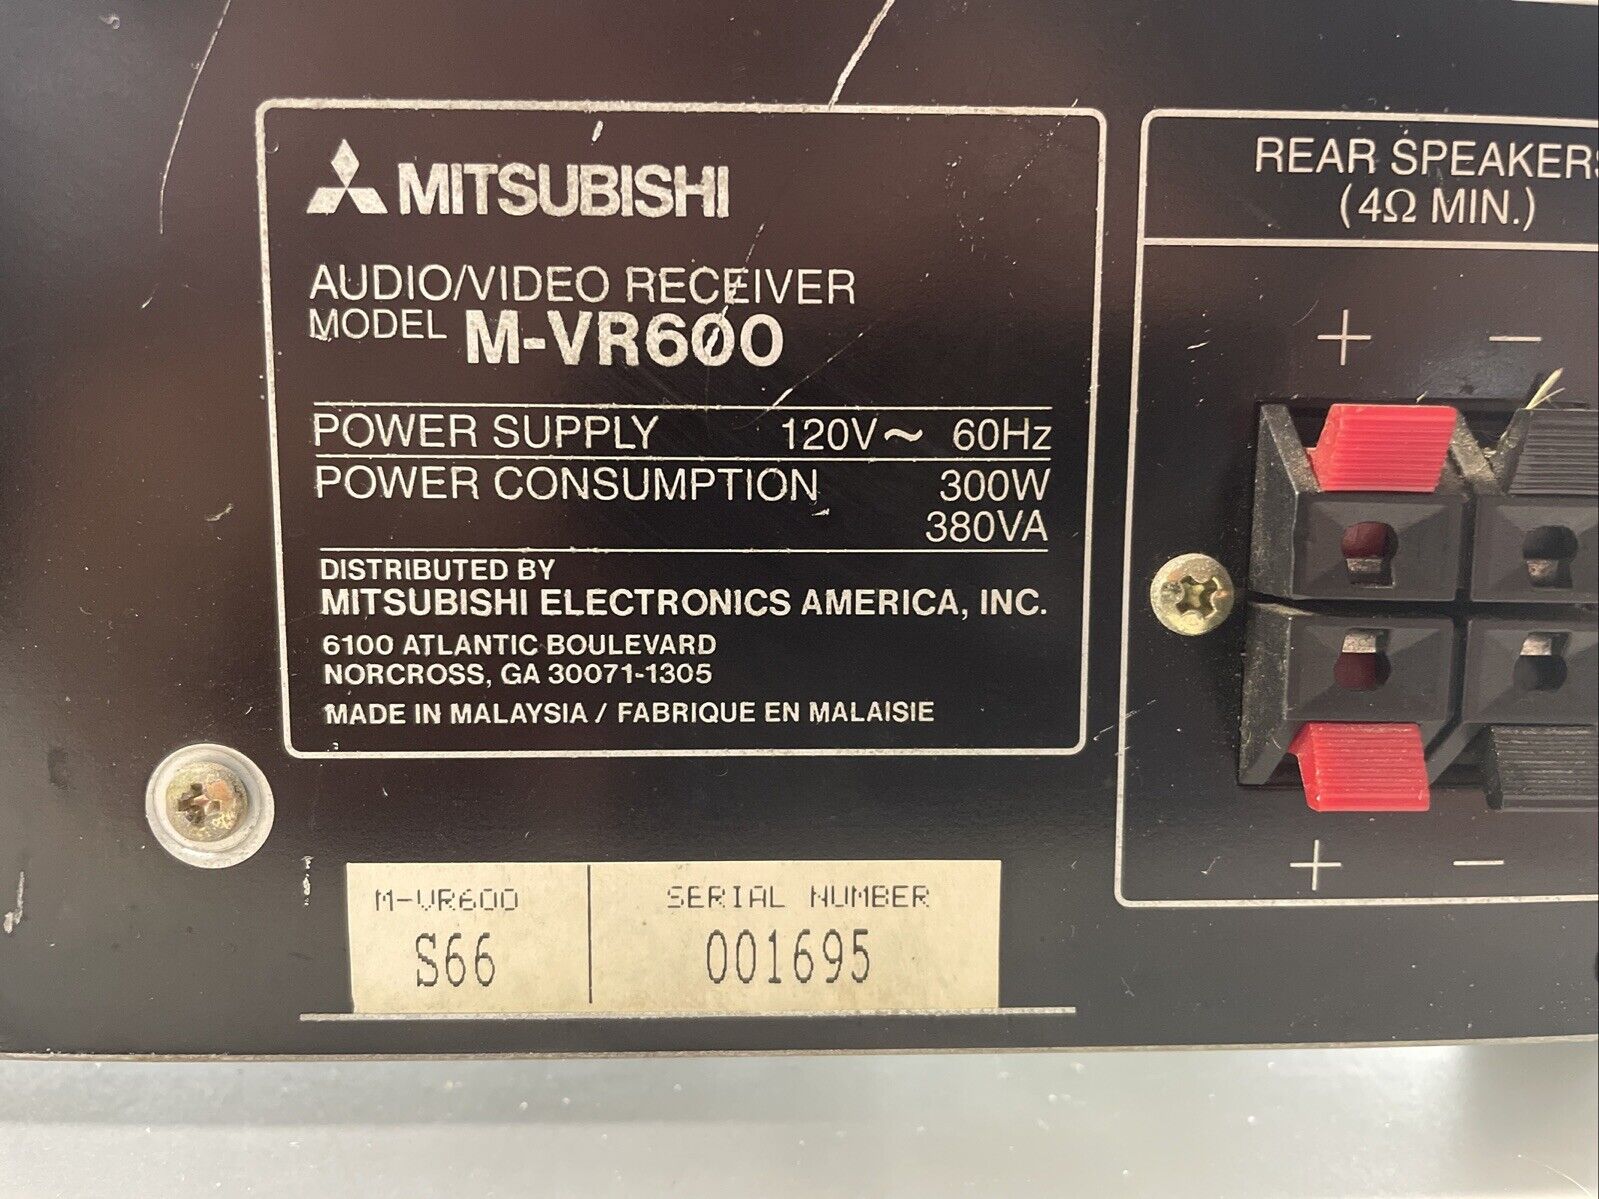 MITSUBISHI
AUDIO/VIDEO RECEIVER
MODEL M-VR600
POWER SUPPLY 120V~ 60Hz
POWER CONSUMPTION 300W
380VA
DISTRIBUTED BY
MITSUBISHI ELECTRONICS AMERICA, INC.
6100 ATLANTIC BOULEVARD
NORCROSS, GA 30071-1305
MADE IN MALAYSIA / FABRIQUE EN MALAISIE
REAR SPEAKERS
(4Ω MIN.)
+ −
+ −
M-VR600
S66
SERIAL NUMBER
001695